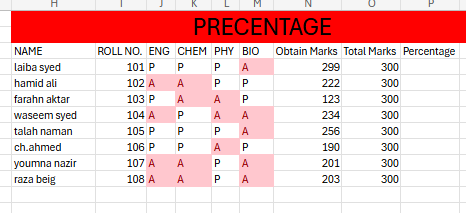 H I J K L M N O P
PRECENTAGE
NAME ROLL NO. ENG CHEM PHY BIO Obtain Marks Total Marks Percentage
laiba syed 101 P P P A 299 300
hamid ali 102 A A P P 222 300
farahn aktar 103 P A A P 123 300
waseem syed 104 A P A A 234 300
talah naman 105 P P P A 256 300
ch.ahmed 106 P P A P 190 300
youmna nazir 107 A A P A 201 300
raza beig 108 A A P A 203 300